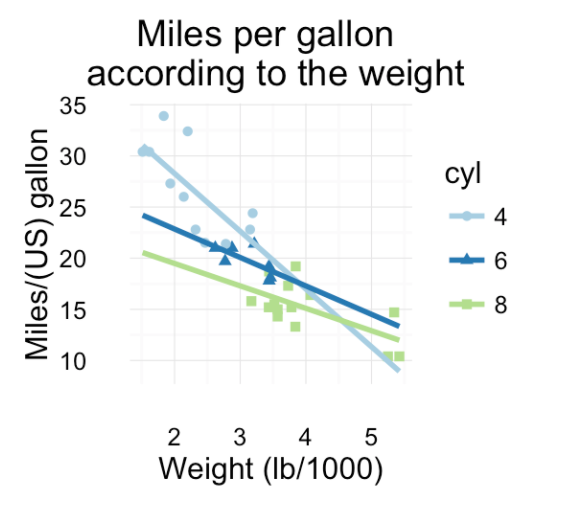 Miles per gallon
according to the weight
Miles/(US) gallon
35
30
25
20
15
10
2 3 4 5
Weight (lb/1000)
cyl
4
6
8